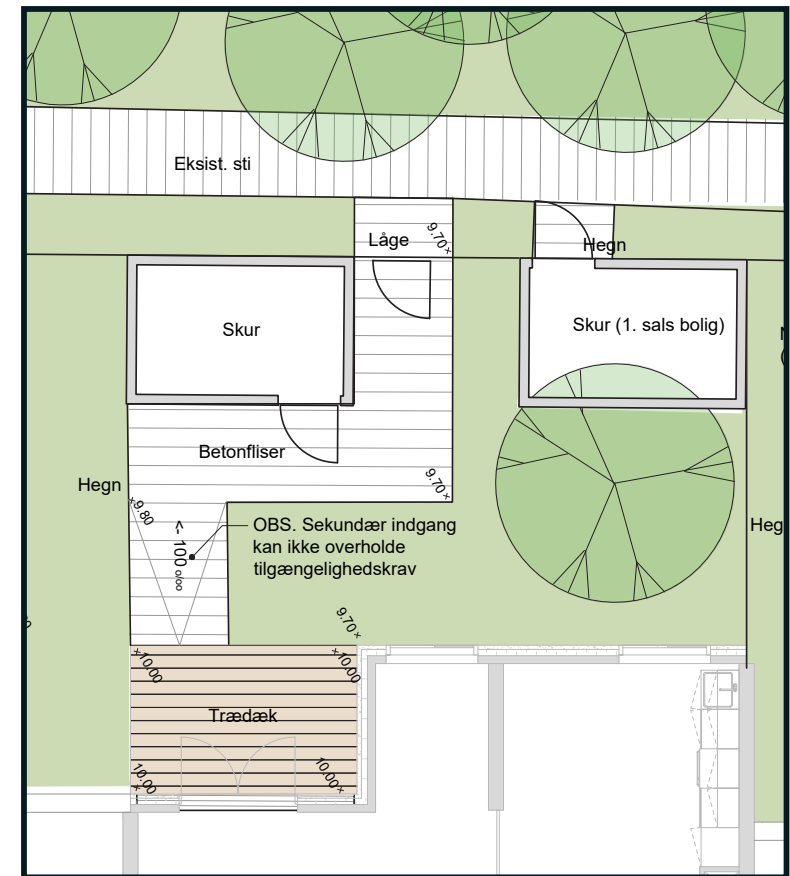 Eksist. sti
Låge
9.70×
Hegn
Skur
Skur (1. sals bolig)
Betonfliser
Hegn
9.70×
×9.80
<- 100 o/oo
OBS. Sekundær indgang
kan ikke overholde
tilgængelighedskrav
Heg
9.70×
×10.00
×10.00
Trædæk
10.00×
10.00×